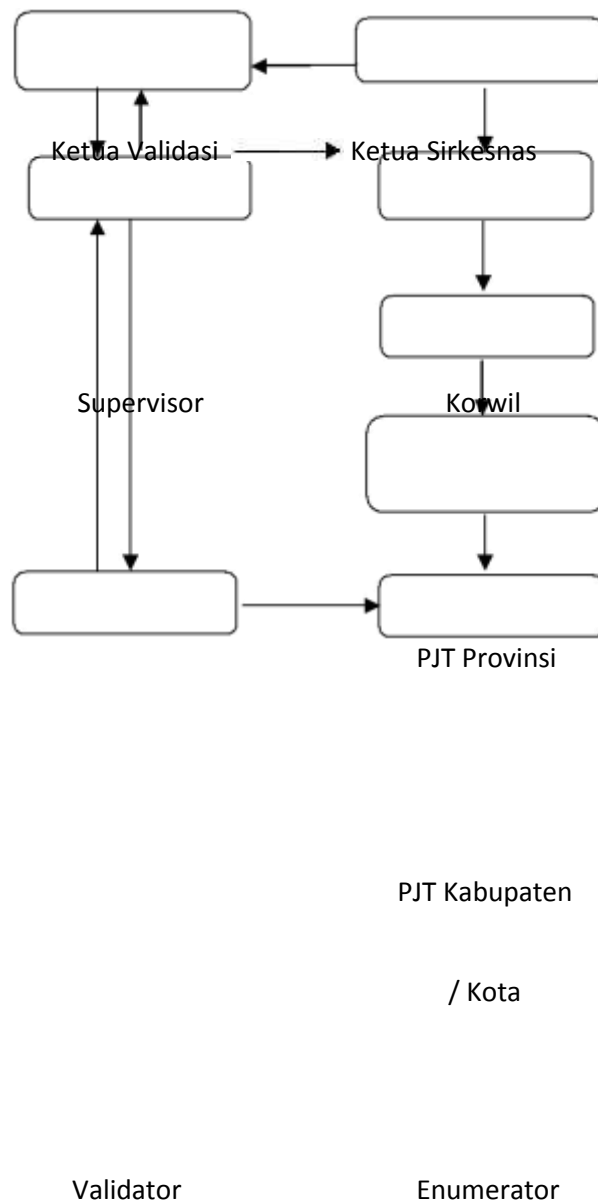 Ketua Validasi Ketua Sirkesnas
Supervisor Korwil
PJT Provinsi
PJT Kabupaten
/ Kota
Validator Enumerator